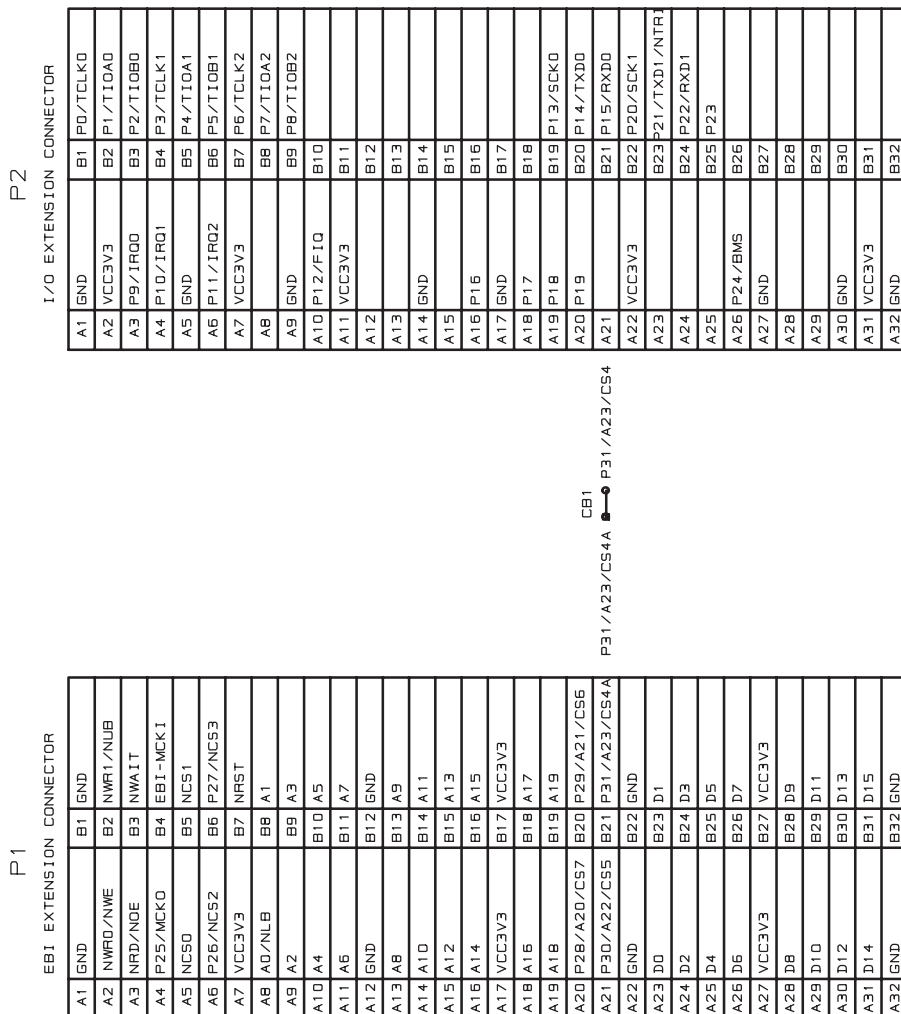 P1
EBI EXTENSION CONNECTOR
A1 GND B1 GND
A2 NWR0/NWE B2 NWR1/NUB
A3 NRD/NOE B3 NWAIT
A4 P25/MCKO B4 EBI-MCKI
A5 NCS0 B5 NCS1
A6 P26/NCS2 B6 P27/NCS3
A7 VCC3V3 B7 NRST
A8 A0/NLB B8 A1
A9 A2 B9 A3
A10 A4 B10 A5
A11 A6 B11 A7
A12 GND B12 GND
A13 A8 B13 A9
A14 A10 B14 A11
A15 A12 B15 A13
A16 A14 B16 A15
A17 VCC3V3 B17 VCC3V3
A18 A16 B18 A17
A19 A18 B19 A19
A20 P28/A20/CS7 B20 P29/A21/CS6
A21 P30/A22/CS5 B21 P31/A23/CS4A
A22 GND B22 GND
A23 D0 B23 D1
A24 D2 B24 D3
A25 D4 B25 D5
A26 D6 B26 D7
A27 VCC3V3 B27 VCC3V3
A28 D8 B28 D9
A29 D10 B29 D11
A30 D12 B30 D13
A31 D14 B31 D15
A32 GND B32 GND
CB1
P31/A23/CS4A P31/A23/CS4
P2
I/O EXTENSION CONNECTOR
A1 GND B1 P0/TCLK0
A2 VCC3V3 B2 P1/TIOA0
A3 P9/IRQ0 B3 P2/TIOB0
A4 P10/IRQ1 B4 P3/TCLK1
A5 GND B5 P4/TIOA1
A6 P11/IRQ2 B6 P5/TIOB1
A7 VCC3V3 B7 P6/TCLK2
A8 B8 P7/TIOA2
A9 GND B9 P8/TIOB2
A10 P12/FIQ B10
A11 VCC3V3 B11
A12 B12
A13 B13
A14 GND B14
A15 B15
A16 P16 B16
A17 GND B17
A18 P17 B18
A19 P18 B19 P13/SCK0
A20 P19 B20 P14/TXD0
A21 B21 P15/RXD0
A22 VCC3V3 B22 P20/SCK1
A23 B23 P21/TXD1/NTRI
A24 B24 P22/RXD1
A25 B25 P23
A26 P24/BMS B26
A27 GND B27
A28 B28
A29 B29
A30 GND B30
A31 VCC3V3 B31
A32 GND B32